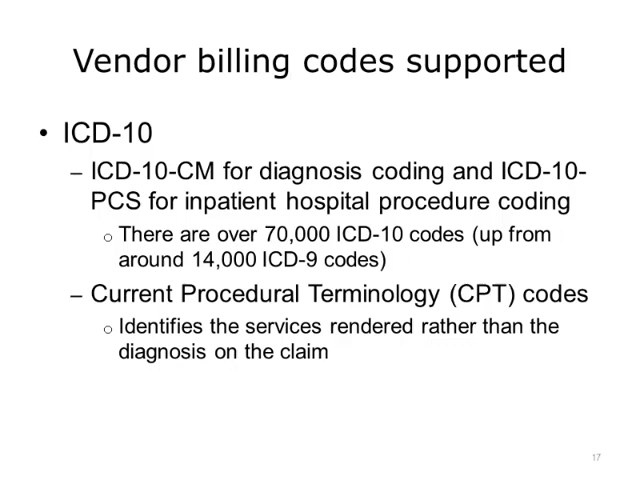 Vendor billing codes supported
• ICD-10
– ICD-10-CM for diagnosis coding and ICD-10-
PCS for inpatient hospital procedure coding
o There are over 70,000 ICD-10 codes (up from
around 14,000 ICD-9 codes)
– Current Procedural Terminology (CPT) codes
o Identifies the services rendered rather than the
diagnosis on the claim
17